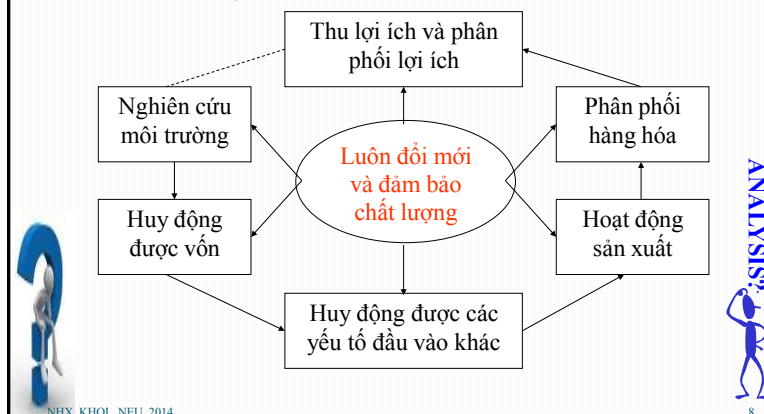 Thu lợi ích và phân
phối lợi ích
Nghiên cứu
môi trường
Phân phối
hàng hóa
Luôn đổi mới
và đảm bảo
chất lượng
Huy động
được vốn
Hoạt động
sản xuất
Huy động được các
yếu tố đầu vào khác
ANALYSIS?
NHX_KHOI_NEU_2014
8